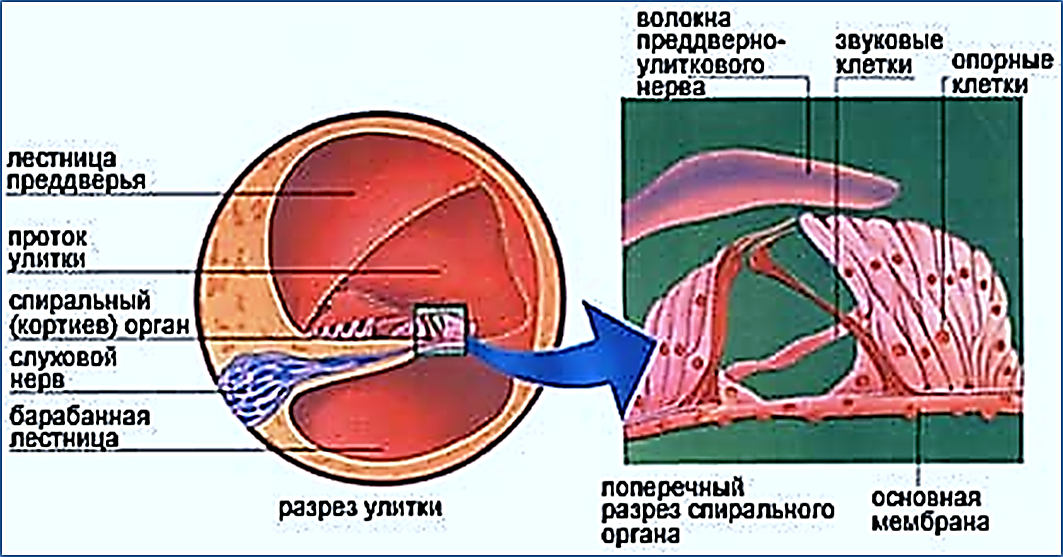 лестница
преддверья
проток
улитки
спиральный
(кортиев) орган
слуховой
нерв
барабанная
лестница
разрез улитки
волокна
преддверно-
улиткового
нерва
звуковые
клетки
опорные
клетки
поперечный
разрез спирального
органа
основная
мембрана